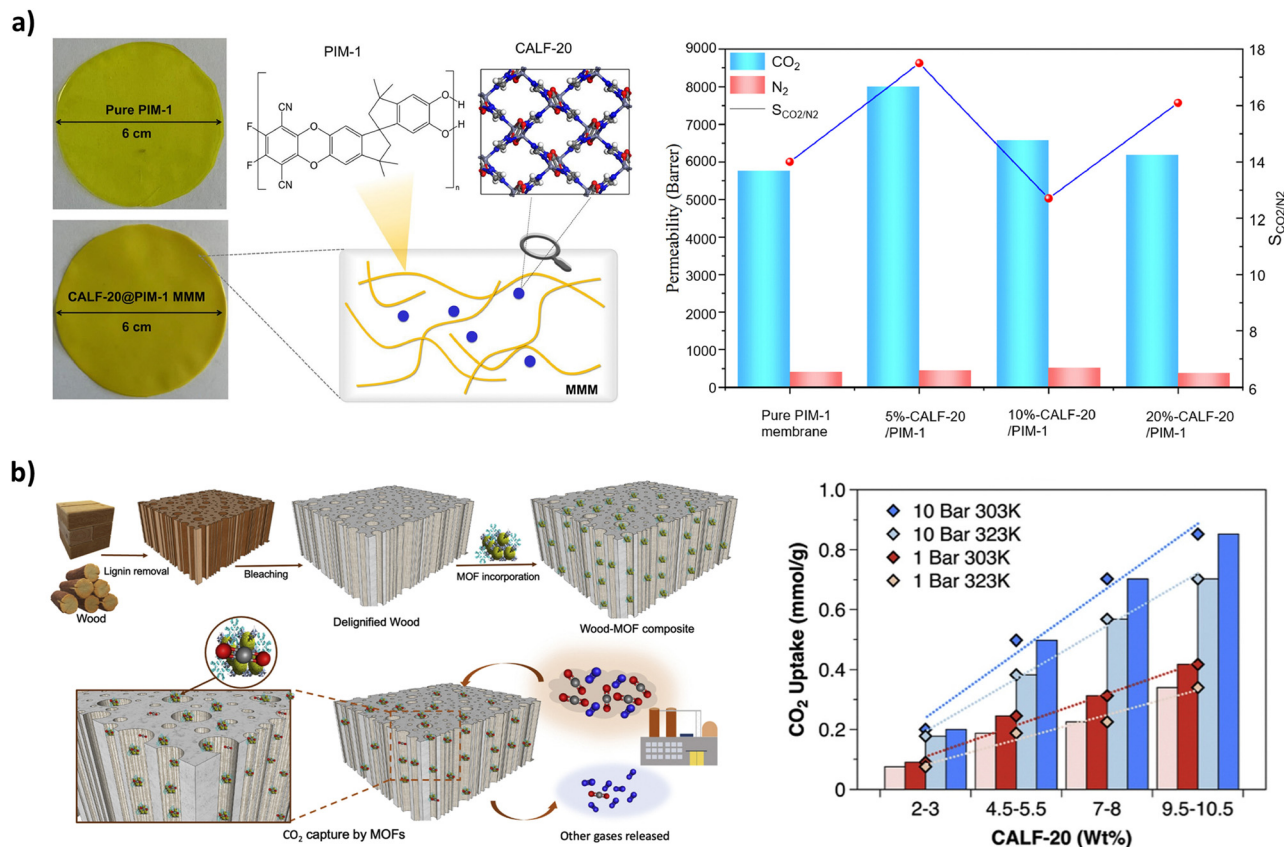 a)
Pure PIM-1
6 cm
CALF-20@PIM-1 MMM
6 cm
PIM-1
CN
F
O
O
F
CN
O
H
H
O
n
CALF-20
MMM
Permeability (Barrer)
9000
8000
7000
6000
5000
4000
3000
2000
1000
0
CO2
N2
SCO2/N2
18
16
14
12
10
8
6
SCO2/N2
Pure PIM-1
membrane
5%-CALF-20
/PIM-1
10%-CALF-20
/PIM-1
20%-CALF-20
/PIM-1
b)
Wood
Lignin removal
Bleaching
Delignified Wood
MOF incorporation
Wood-MOF composite
CO2 capture by MOFs
Other gases released
CO2 Uptake (mmol/g)
1.0
0.8
0.6
0.4
0.2
0.0
10 Bar 303K
10 Bar 323K
1 Bar 303K
1 Bar 323K
2-3
4.5-5.5
7-8
9.5-10.5
CALF-20 (Wt%)